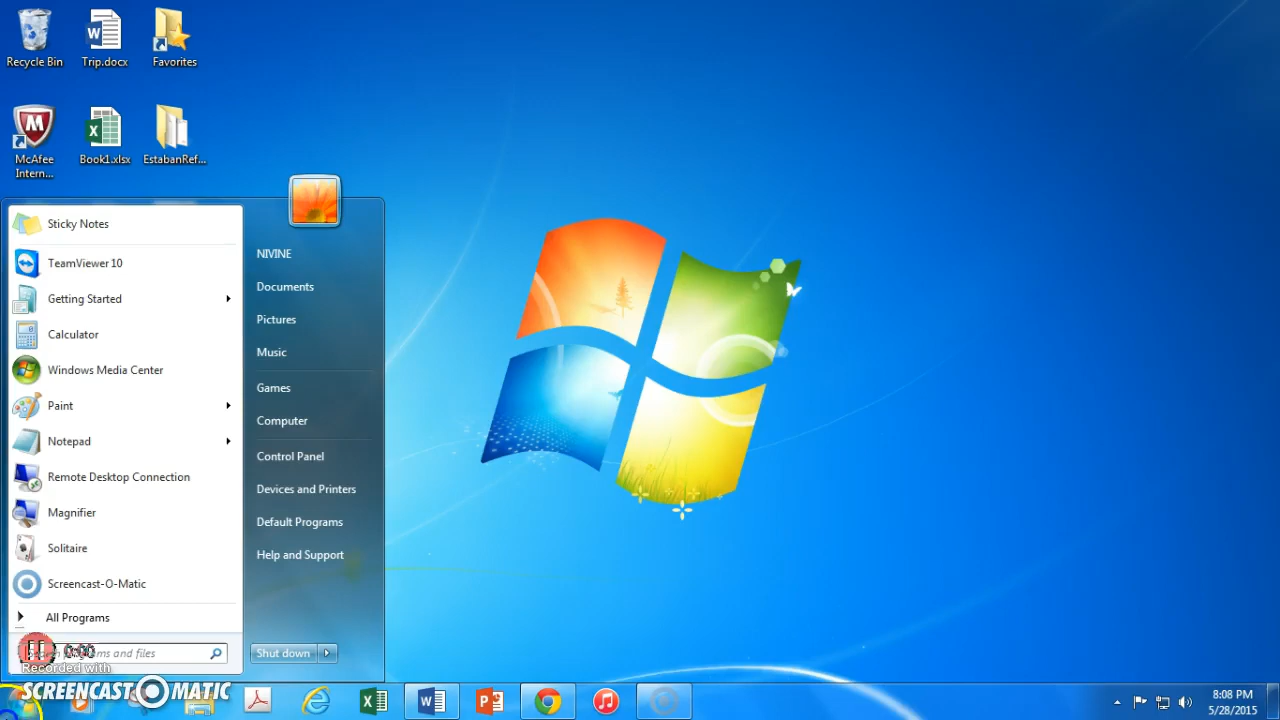 Recycle Bin
Trip.docx
Favorites
McAfee
Intern...
Book1.xlsx
EstabanRef...
Sticky Notes
TeamViewer 10
Getting Started
Calculator
Windows Media Center
Paint
Notepad
Remote Desktop Connection
Magnifier
Solitaire
Screencast-O-Matic
All Programs
programs and files
NIVINE
Documents
Pictures
Music
Games
Computer
Control Panel
Devices and Printers
Default Programs
Help and Support
Shut down
0:00
Recorded with
SCREENCAST-O-MATIC
8:08 PM
5/28/2015